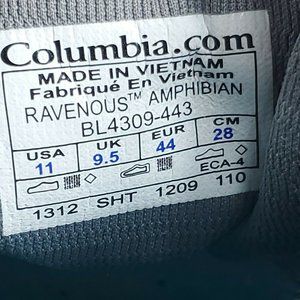 Columbia.com
MADE IN VIETNAM
Fabriqué En Vietnam
RAVENOUS™ AMPHIBIAN
BL4309-443
USA UK EUR CM
11 9.5 44 28
ECA-4
1312 SHT 1209 110